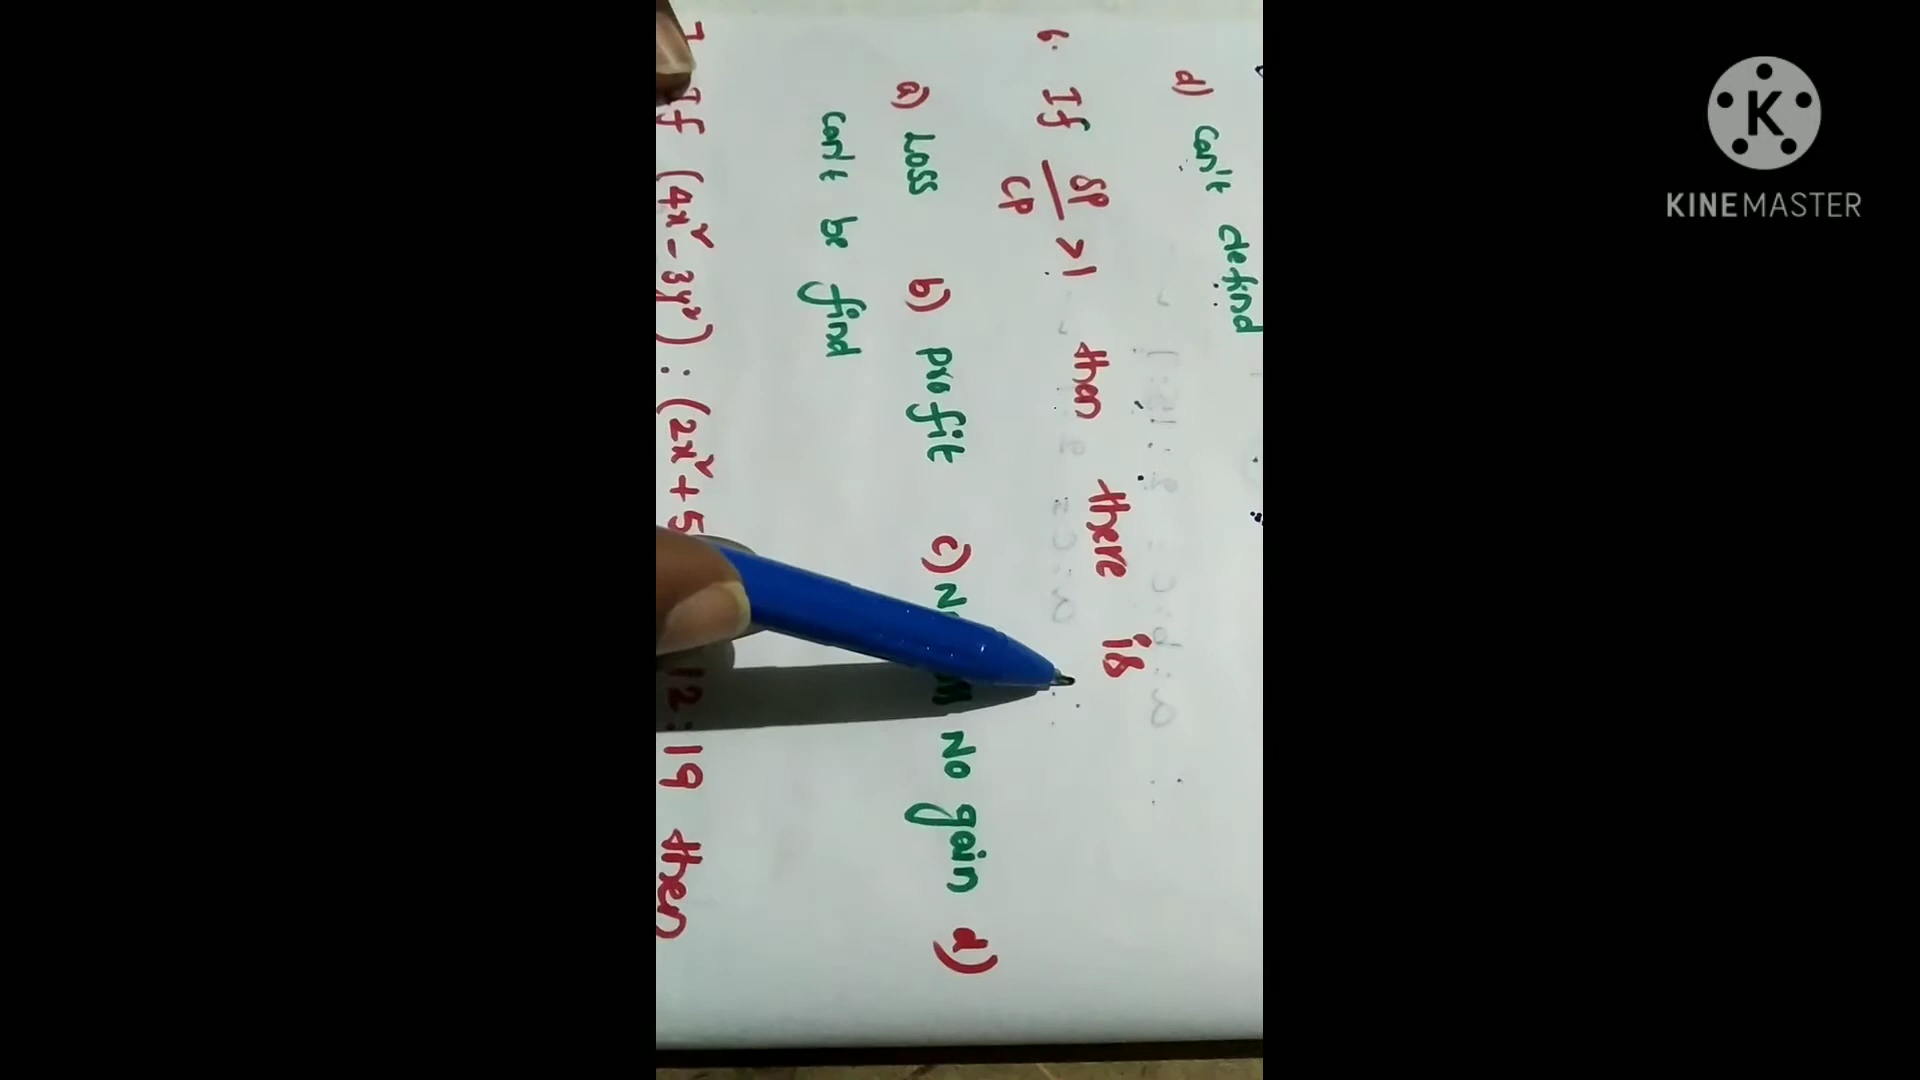 d) can't defind
6. If SP/CP >1 then there is
a) Loss b) profit c) No gain d)
can't be find
If (4x² - 3y²) : (2x² + 5 12:19 then
KINEMASTER